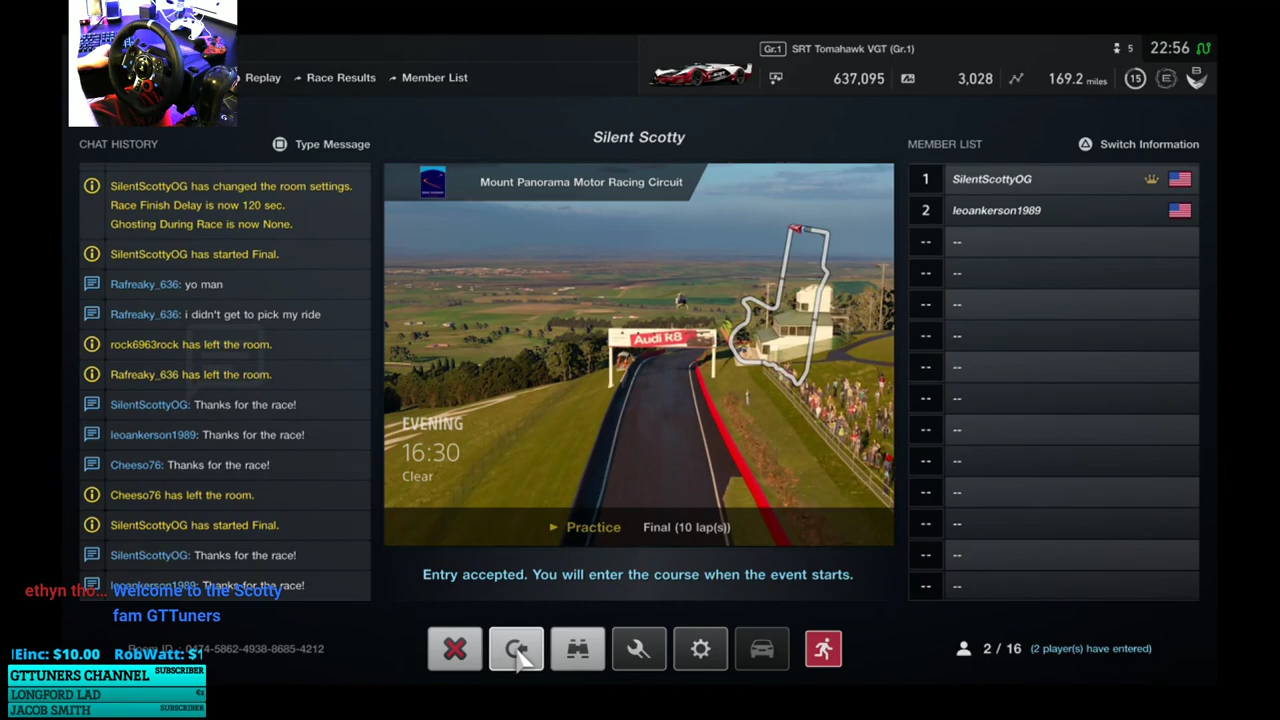 Gr.1 SRT Tomahawk VGT (Gr.1)
5 22:56
Replay Race Results Member List
637,095 3,028 169.2 miles 15 E B
CHAT HISTORY Type Message
Silent Scotty
MEMBER LIST Switch Information
SilentScottyOG has changed the room settings.
Race Finish Delay is now 120 sec.
Ghosting During Race is now None.
SilentScottyOG has started Final.
Rafreaky_636: yo man
Rafreaky_636: i didn't get to pick my ride
rock6963rock has left the room.
Rafreaky_636 has left the room.
SilentScottyOG: Thanks for the race!
leoankerson1989: Thanks for the race!
Cheeso76: Thanks for the race!
Cheeso76 has left the room.
SilentScottyOG has started Final.
SilentScottyOG: Thanks for the race!
leoankerson1989: Thanks for the race!
Mount Panorama Motor Racing Circuit
Audi R8
EVENING
16:30
Clear
Practice Final (10 lap(s))
Entry accepted. You will enter the course when the event starts.
1 SilentScottyOG
2 leoankerson1989
-- --
-- --
-- --
-- --
-- --
-- --
-- --
-- --
-- --
-- --
-- --
-- --
2 / 16 (2 player(s) have entered)
ethyn tho... Welcome to the Scotty
fam GTTuners
0474-5862-4938-8685-4212
Einc: $10.00 RobWatt: $1
GTTUNERS CHANNEL SUBSCRIBER
LONGFORD LAD
JACOB SMITH SUBSCRIBER